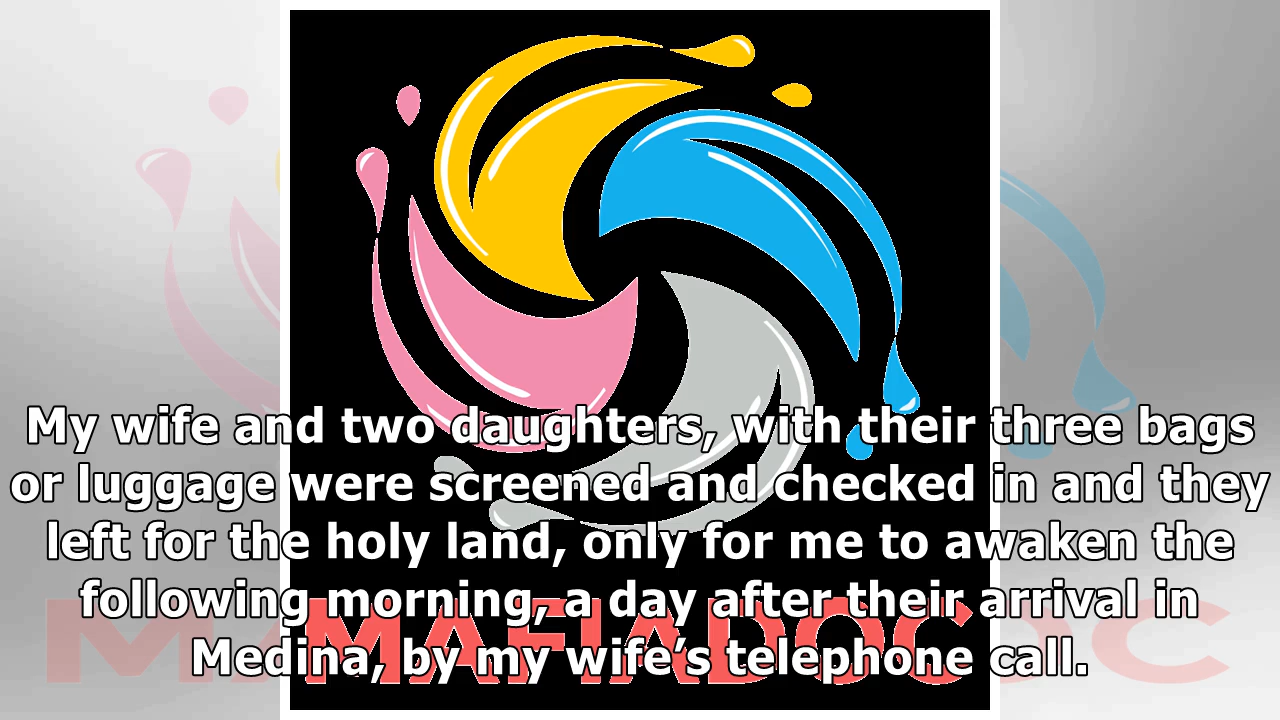 My wife and two daughters, with their three bags
or luggage were screened and checked in and they
left for the holy land, only for me to awaken the
following morning, a day after their arrival in
Medina, by my wife’s telephone call.
MAFIADOC